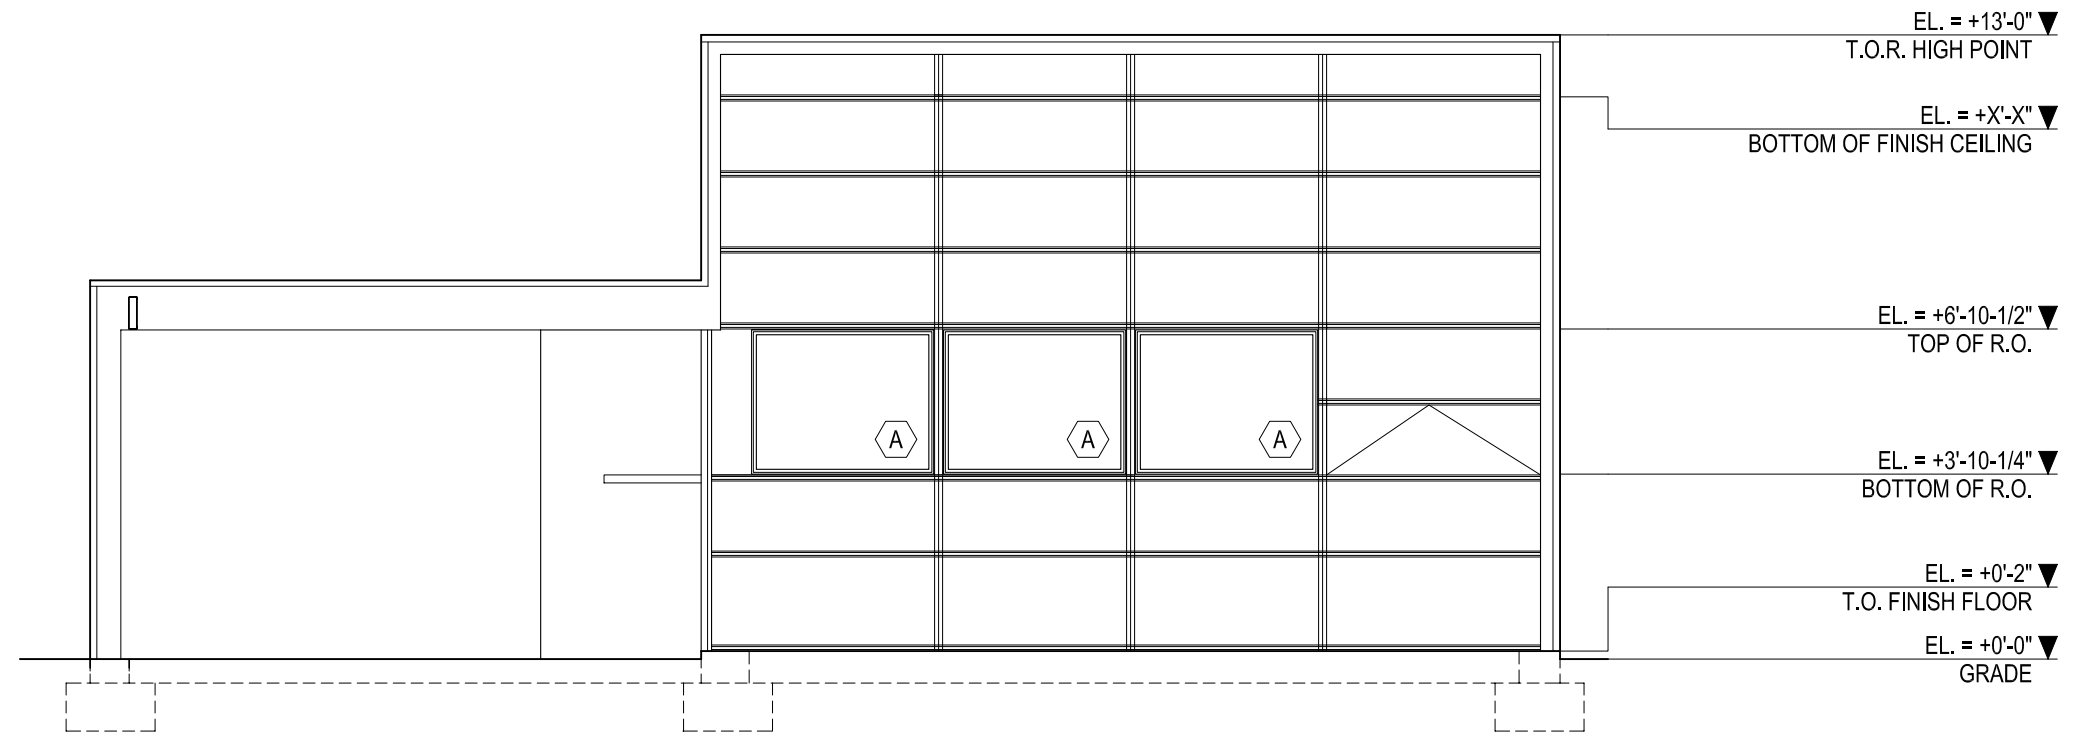 EL. = +13'-0"
T.O.R. HIGH POINT
EL. = +X'-X"
BOTTOM OF FINISH CEILING
EL. = +6'-10-1/2"
TOP OF R.O.
A A A
EL. = +3'-10-1/4"
BOTTOM OF R.O.
EL. = +0'-2"
T.O. FINISH FLOOR
EL. = +0'-0"
GRADE